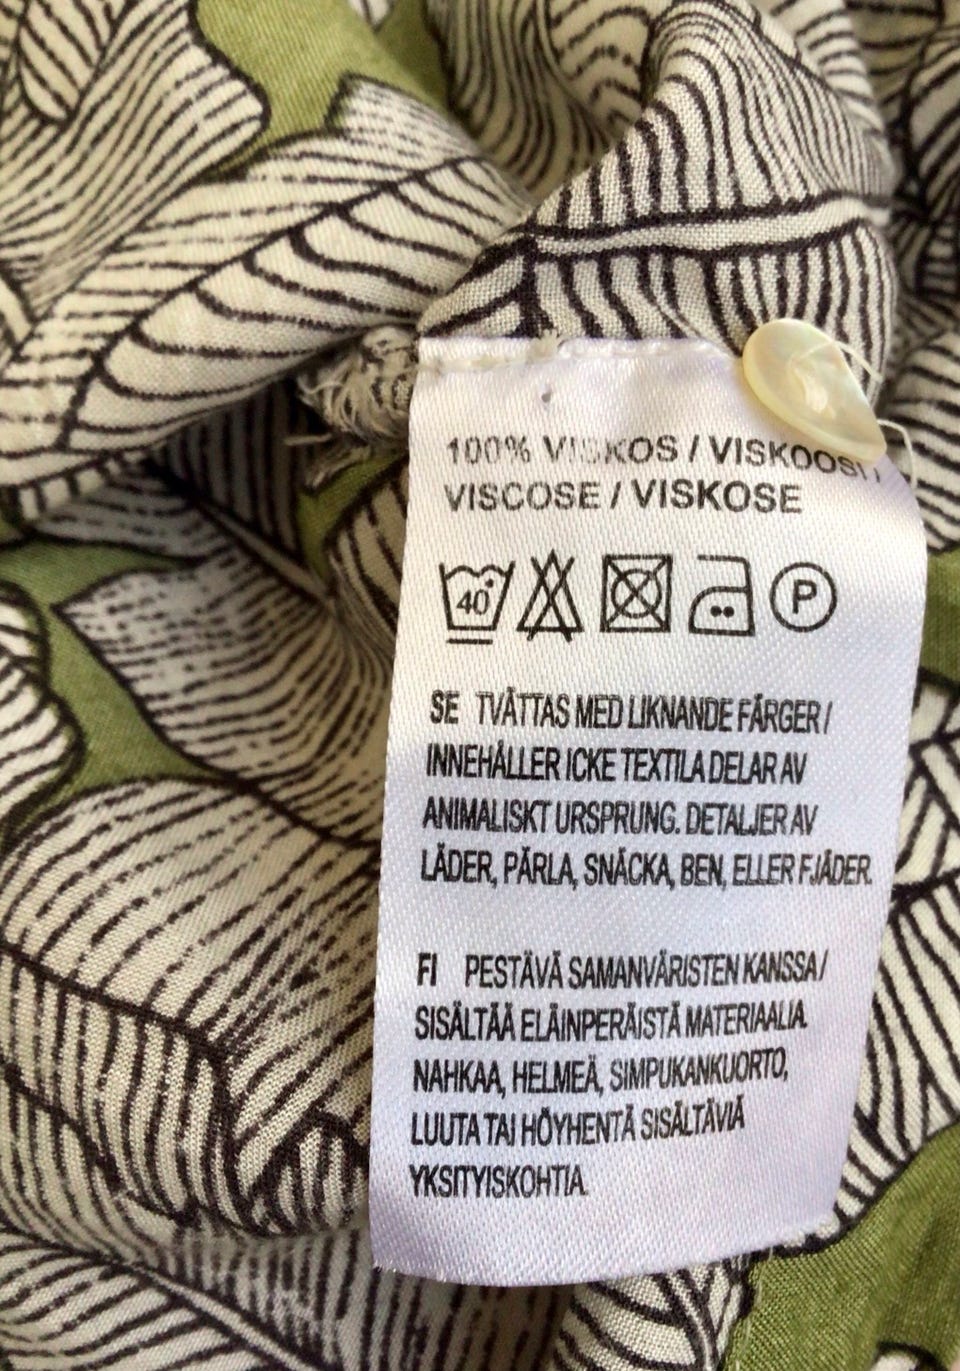 100% VISKOS / VISKOOSI /
VISCOSE / VISKOSE
40°
P
SE TVÄTTAS MED LIKNANDE FÄRGER /
INNEHÅLLER ICKE TEXTILA DELAR AV
ANIMALISKT URSPRUNG. DETALJER AV
LÄDER, PÄRLA, SNÄCKA, BEN, ELLER FJÄDER.
FI PESTÄVÄ SAMANVÄRISTEN KANSSA /
SISÄLTÄÄ ELÄINPERÄISTÄ MATERIAALIA.
NAHKAA, HELMEÄ, SIMPUKANKUORTO,
LUUTA TAI HÖYHENTÄ SISÄLTÄVIÄ
YKSITYISKOHTIA.